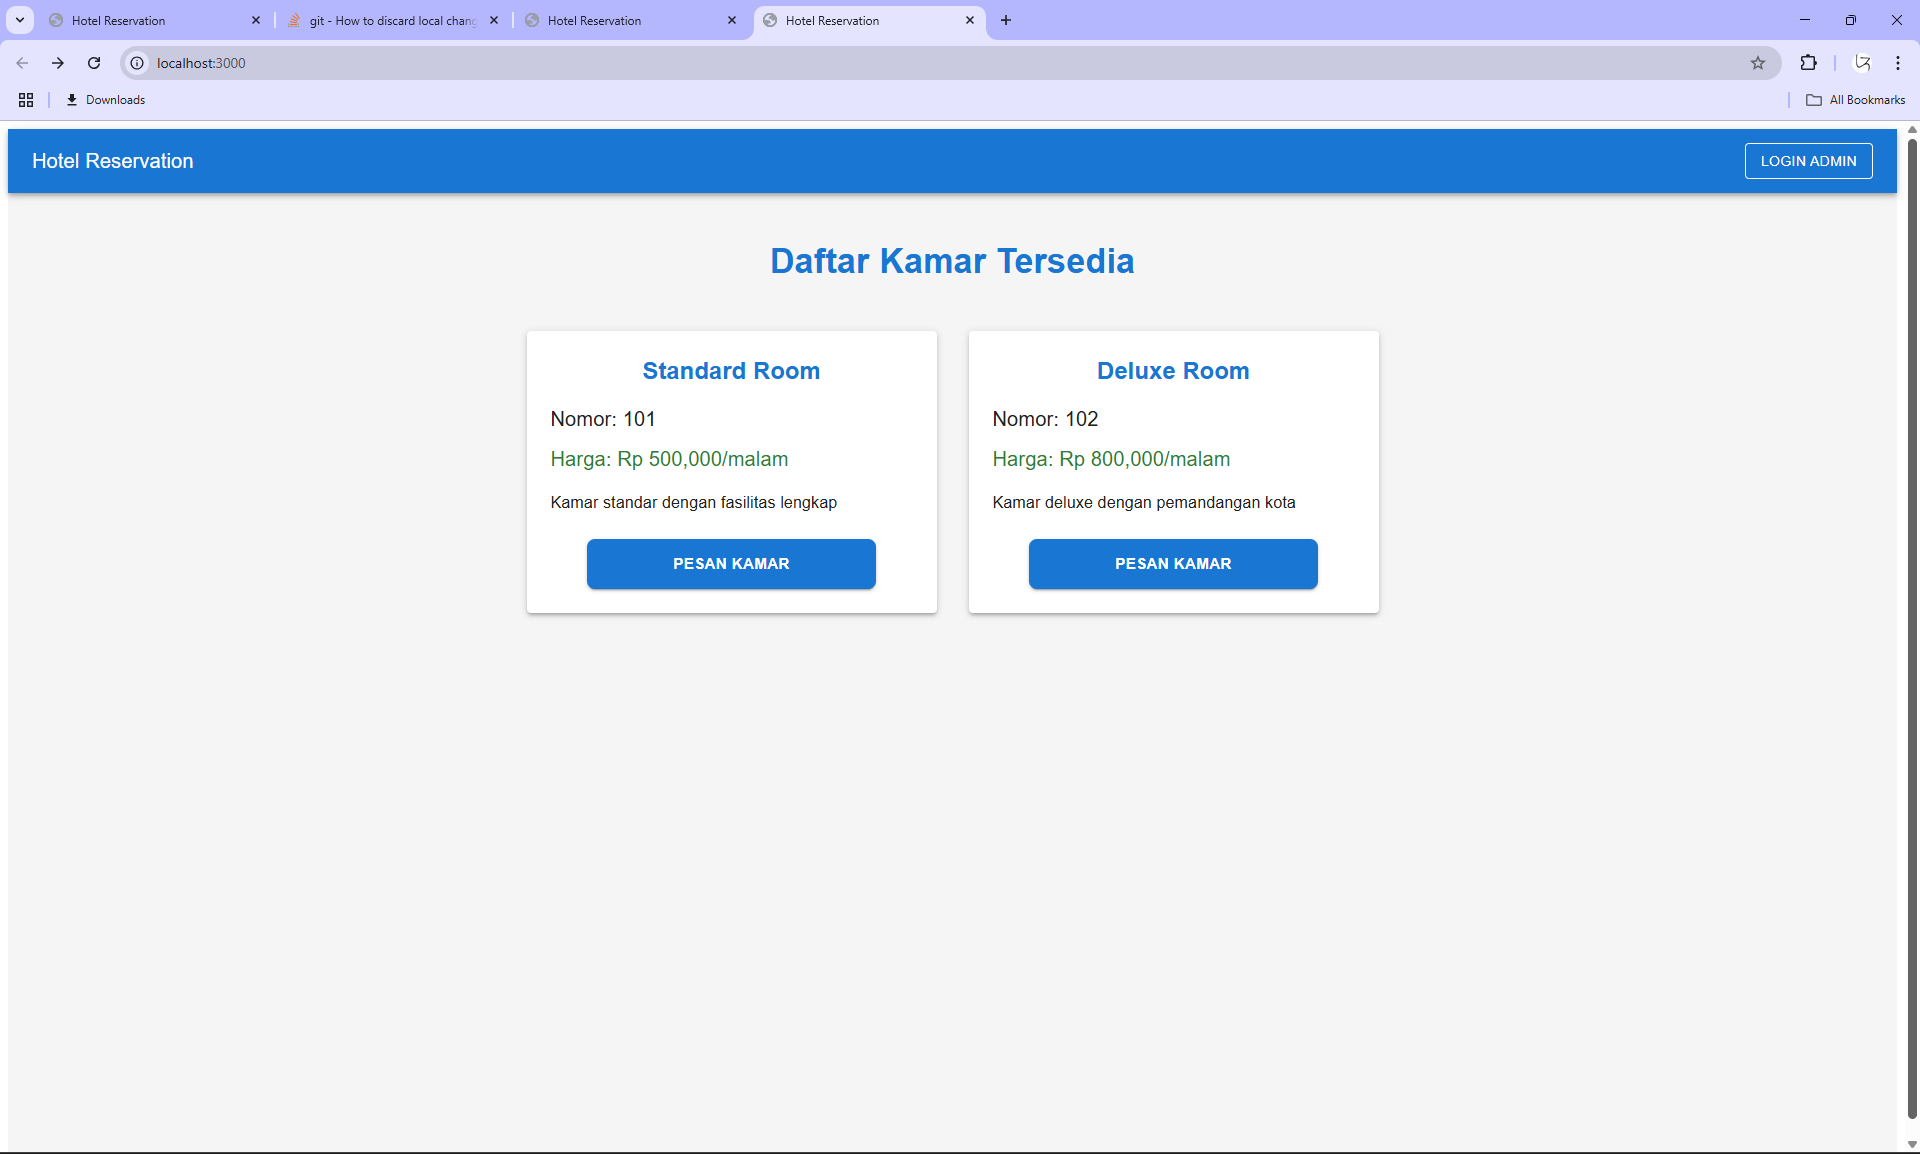 Hotel Reservation
git - How to discard local chang
Hotel Reservation
Hotel Reservation
localhost:3000
Downloads
All Bookmarks
Hotel Reservation
LOGIN ADMIN
Daftar Kamar Tersedia
Standard Room
Nomor: 101
Harga: Rp 500,000/malam
Kamar standar dengan fasilitas lengkap
PESAN KAMAR
Deluxe Room
Nomor: 102
Harga: Rp 800,000/malam
Kamar deluxe dengan pemandangan kota
PESAN KAMAR